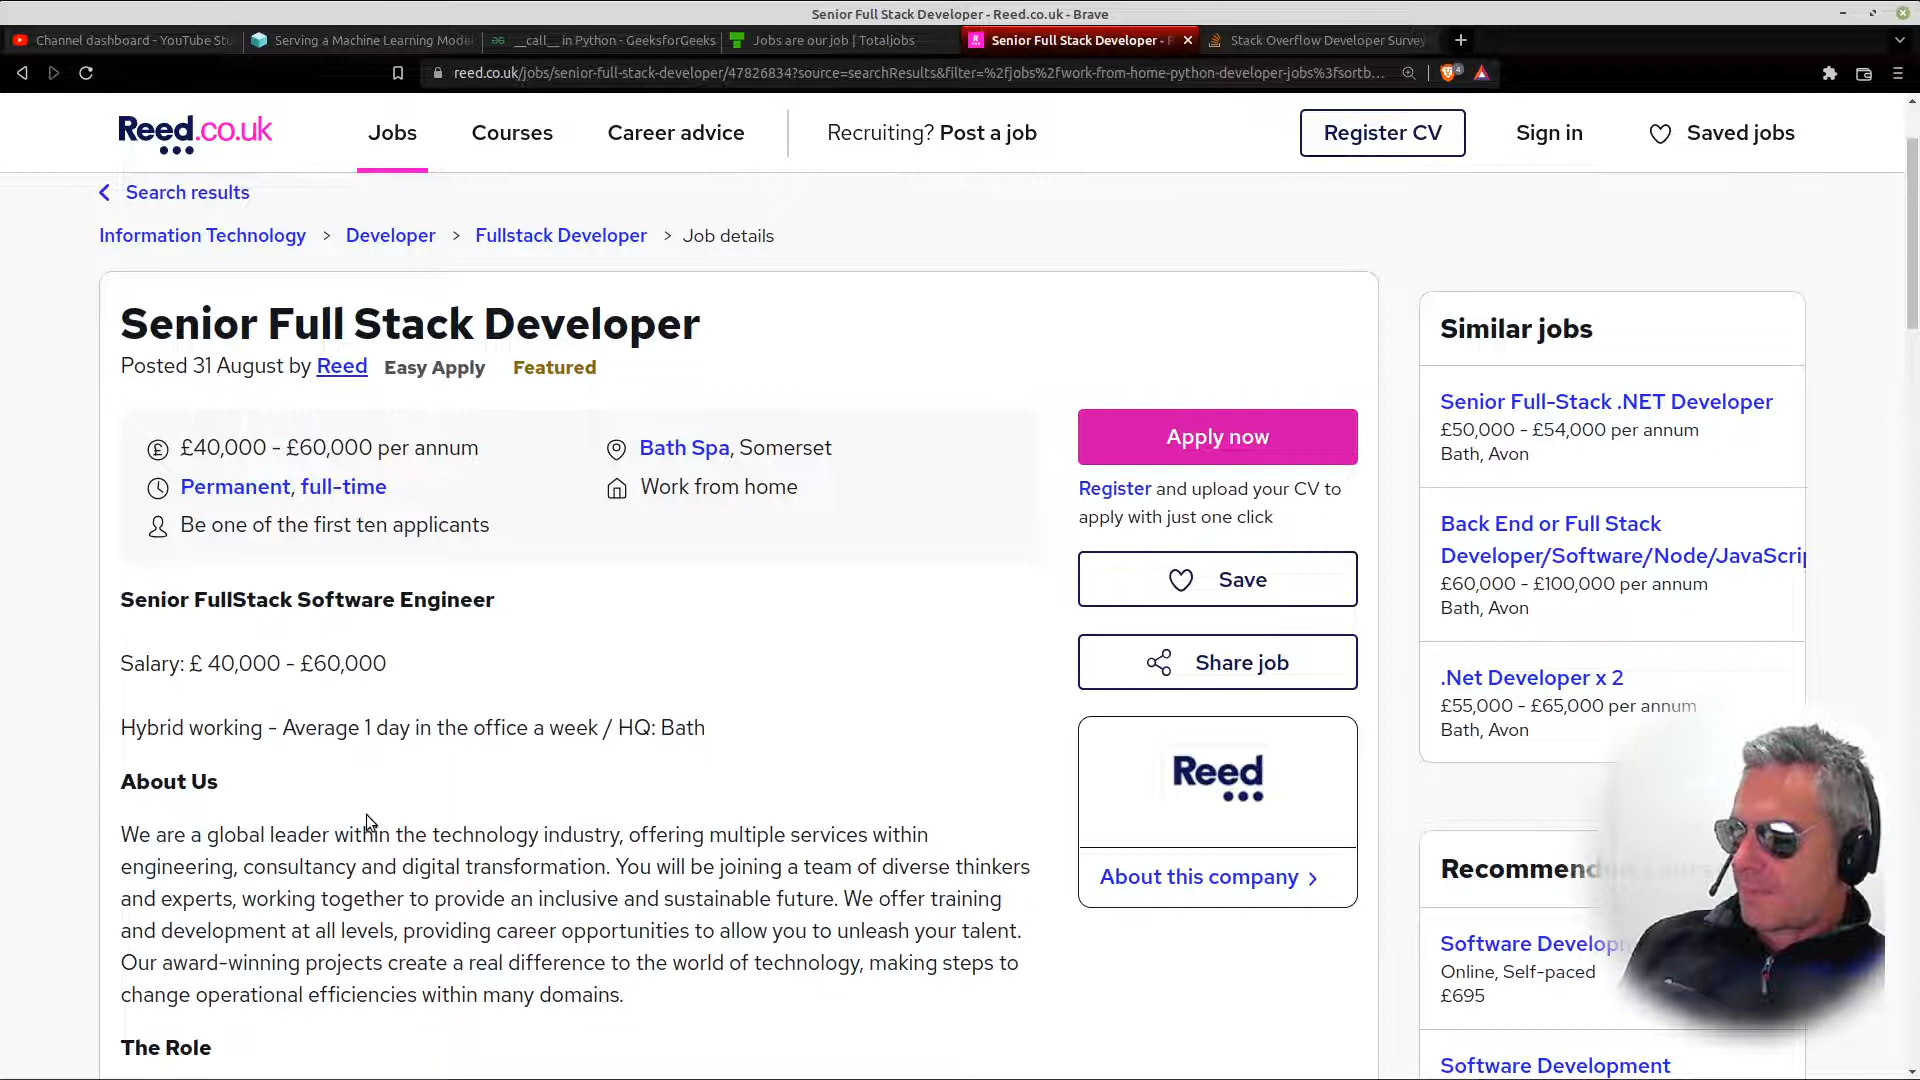 Senior Full Stack Developer - Reed.co.uk - Brave
Channel dashboard - YouTube Stu
Serving a Machine Learning Mode
__call__ in Python - GeeksforGeeks
Jobs are our job | Totaljobs
Senior Full Stack Developer - R
Stack Overflow Developer Survey
reed.co.uk/jobs/senior-full-stack-developer/47826834?source=searchResults&filter=%2fjobs%2fwork-from-home-python-developer-jobs%3fsortb...
Reed.co.uk
Jobs
Courses
Career advice
Recruiting? Post a job
Register CV
Sign in
Saved jobs
Search results
Information Technology > Developer > Fullstack Developer > Job details
Senior Full Stack Developer
Posted 31 August by Reed Easy Apply Featured
£40,000 - £60,000 per annum
Bath Spa, Somerset
Permanent, full-time
Work from home
Be one of the first ten applicants
Senior FullStack Software Engineer
Salary: £ 40,000 - £60,000
Hybrid working - Average 1 day in the office a week / HQ: Bath
About Us
We are a global leader within the technology industry, offering multiple services within
engineering, consultancy and digital transformation. You will be joining a team of diverse thinkers
and experts, working together to provide an inclusive and sustainable future. We offer training
and development at all levels, providing career opportunities to allow you to unleash your talent.
Our award-winning projects create a real difference to the world of technology, making steps to
change operational efficiencies within many domains.
The Role
Apply now
Register and upload your CV to
apply with just one click
Save
Share job
Reed
About this company
Similar jobs
Senior Full-Stack .NET Developer
£50,000 - £54,000 per annum
Bath, Avon
Back End or Full Stack
Developer/Software/Node/JavaScrip
£60,000 - £100,000 per annum
Bath, Avon
.Net Developer x 2
£55,000 - £65,000 per annum
Bath, Avon
Recommend
Software Develop
Online, Self-paced
£695
Software Development